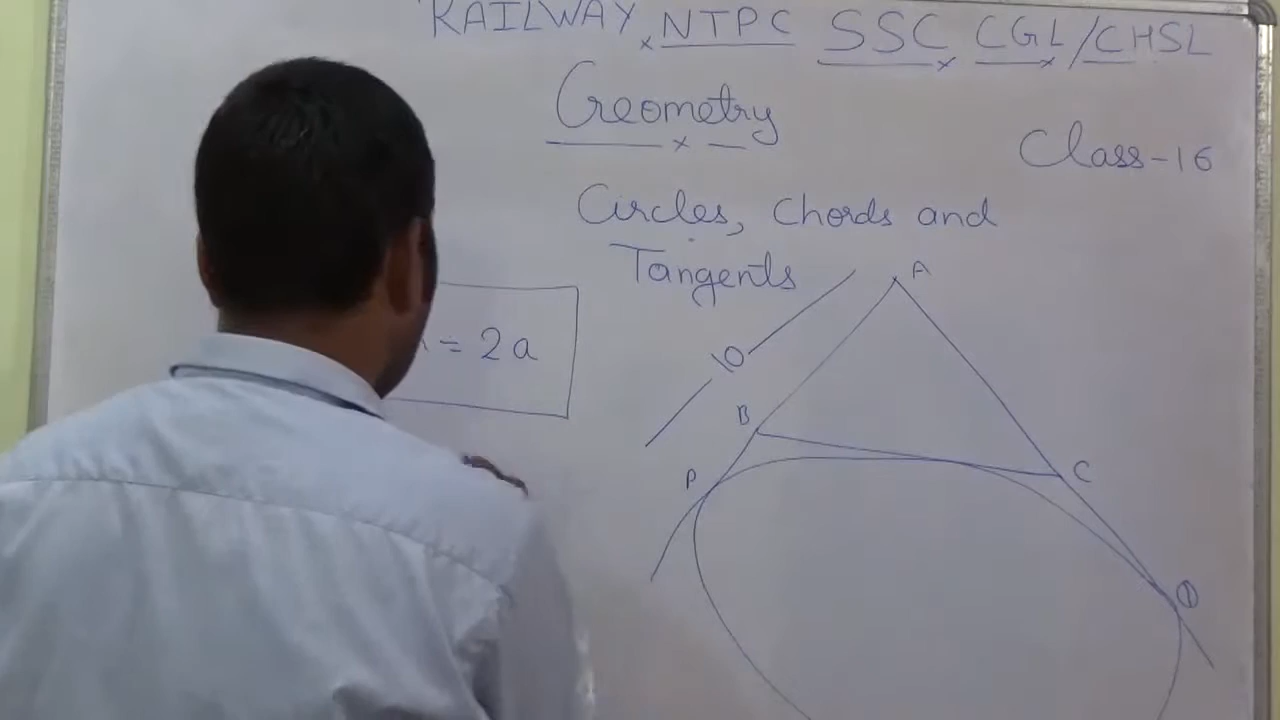 RAILWAY NTPC SSC CGL/CHSL
Geometry
Class-16
Circles, Chords and
Tangents
= 2a
A
10
B
C
P
Q